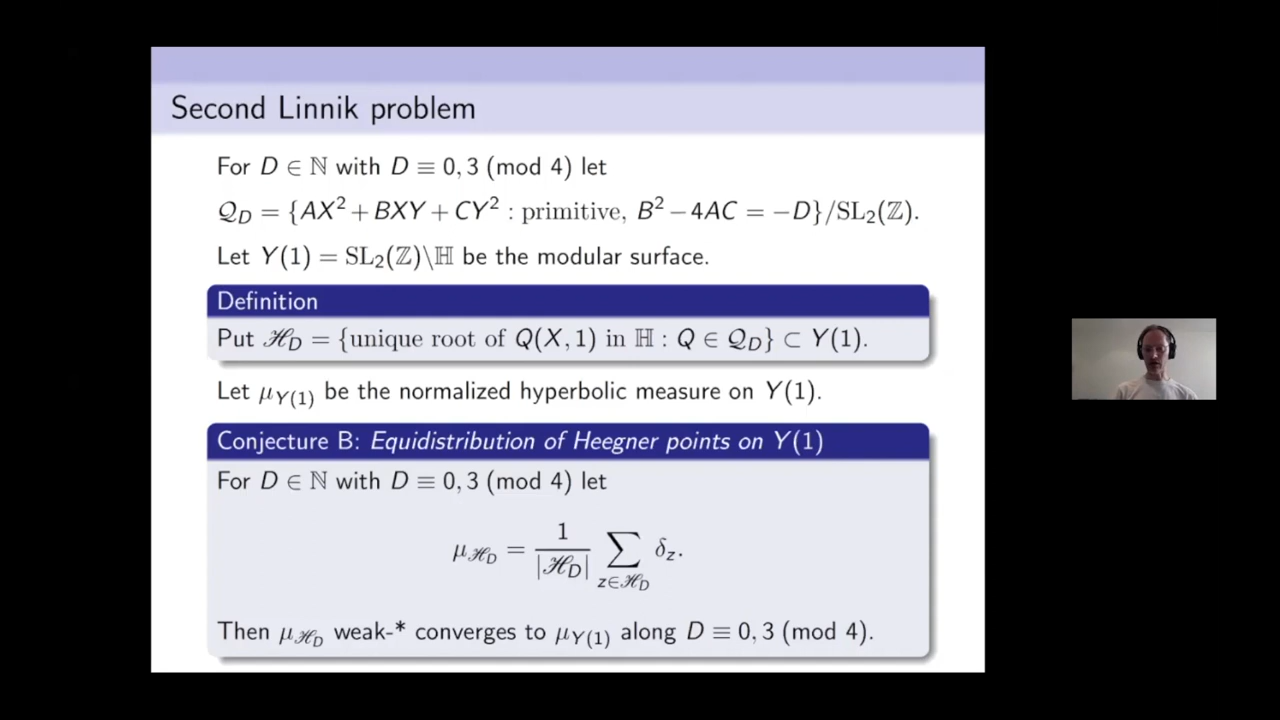 Second Linnik problem
For D ∈ ℕ with D ≡ 0, 3 (mod 4) let
𝒬_D = {AX² + BXY + CY² : primitive, B² − 4AC = −D}/SL₂(ℤ).
Let Y(1) = SL₂(ℤ)\ℍ be the modular surface.
Definition
Put ℋ_D = {unique root of Q(X, 1) in ℍ : Q ∈ 𝒬_D} ⊂ Y(1).
Let μ_{Y(1)} be the normalized hyperbolic measure on Y(1).
Conjecture B: Equidistribution of Heegner points on Y(1)
For D ∈ ℕ with D ≡ 0, 3 (mod 4) let
μ_{ℋ_D} = 1/|ℋ_D| ∑_{z∈ℋ_D} δ_z.
Then μ_{ℋ_D} weak-* converges to μ_{Y(1)} along D ≡ 0, 3 (mod 4).